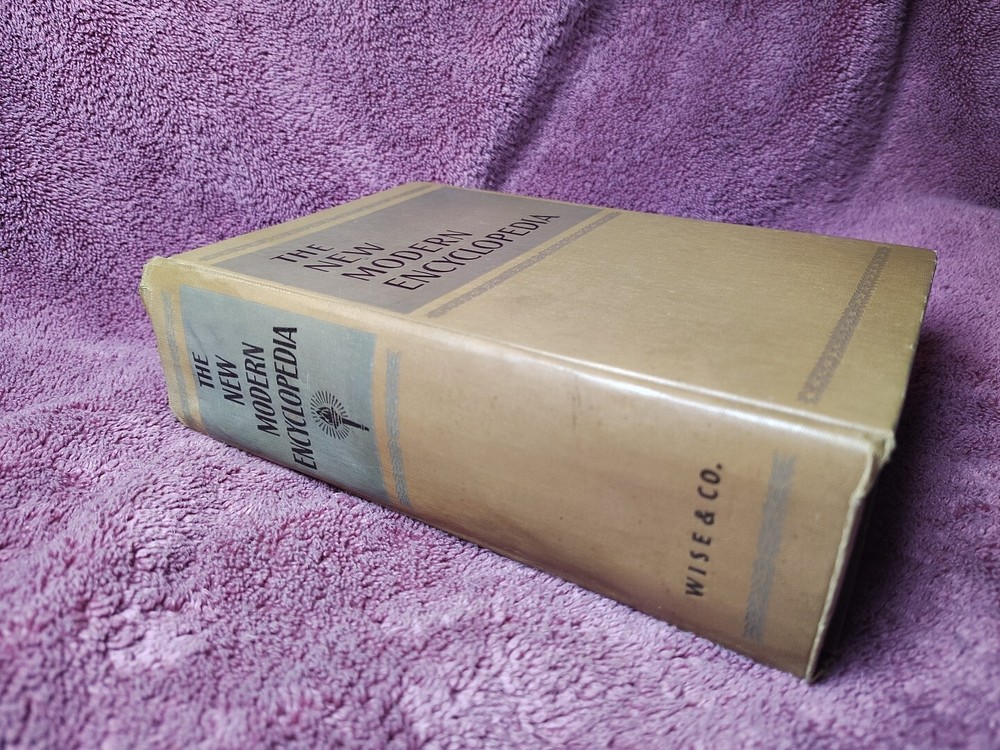 THE
NEW
MODERN
ENCYCLOPEDIA
THE
NEW
MODERN
ENCYCLOPEDIA
WISE & CO.